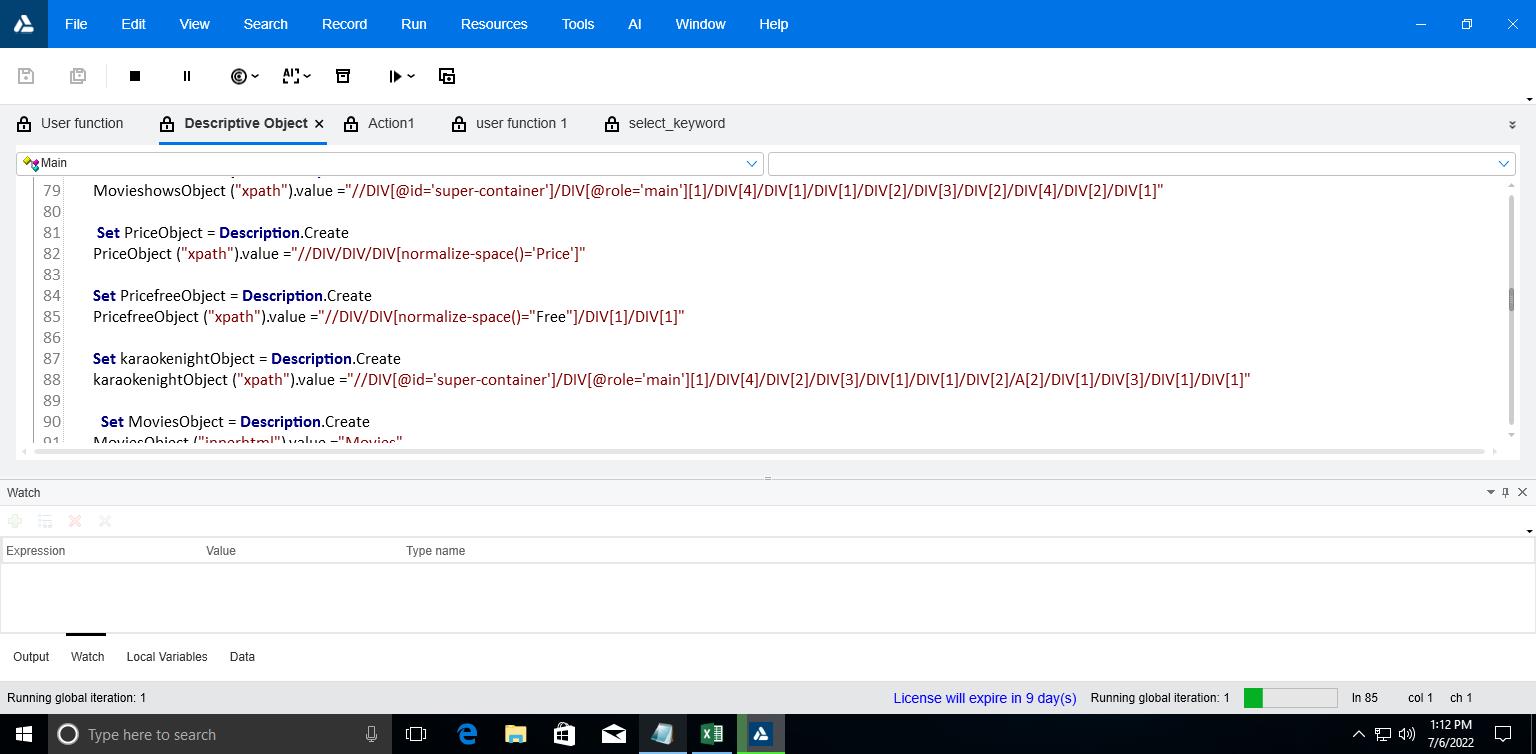 File Edit View Search Record Run Resources Tools AI Window Help
User function Descriptive Object Action1 user function 1 select_keyword
Main
79 MovieshowsObject ("xpath").value ="//DIV[@id='super-container']/DIV[@role='main'][1]/DIV[4]/DIV[1]/DIV[1]/DIV[2]/DIV[3]/DIV[2]/DIV[4]/DIV[2]/DIV[1]"
80
81 Set PriceObject = Description.Create
82 PriceObject ("xpath").value ="//DIV/DIV/DIV[normalize-space()='Price']"
83
84 Set PricefreeObject = Description.Create
85 PricefreeObject ("xpath").value ="//DIV/DIV[normalize-space()="Free"]/DIV[1]/DIV[1]"
86
87 Set karaokenightObject = Description.Create
88 karaokenightObject ("xpath").value ="//DIV[@id='super-container']/DIV[@role='main'][1]/DIV[4]/DIV[2]/DIV[3]/DIV[1]/DIV[1]/DIV[2]/A[2]/DIV[1]/DIV[3]/DIV[1]/DIV[1]"
89
90 Set MoviesObject = Description.Create
91 MoviesObject ("innerhtml").value ="Movies"
Watch
Expression Value Type name
Output Watch Local Variables Data
Running global iteration: 1 License will expire in 9 day(s) Running global iteration: 1 ln 85 col 1 ch 1
Type here to search
1:12 PM
7/6/2022